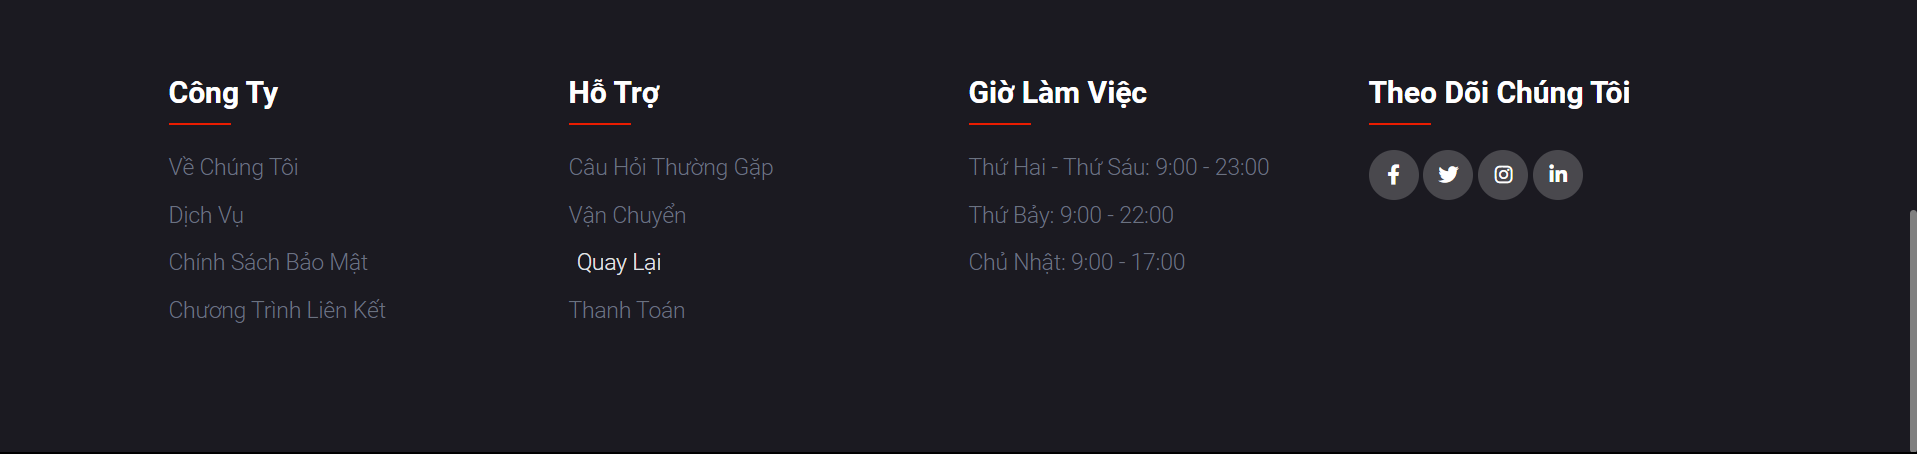 Công Ty
Về Chúng Tôi
Dịch Vụ
Chính Sách Bảo Mật
Chương Trình Liên Kết
Hỗ Trợ
Câu Hỏi Thường Gặp
Vận Chuyển
Quay Lại
Thanh Toán
Giờ Làm Việc
Thứ Hai - Thứ Sáu: 9:00 - 23:00
Thứ Bảy: 9:00 - 22:00
Chủ Nhật: 9:00 - 17:00
Theo Dõi Chúng Tôi